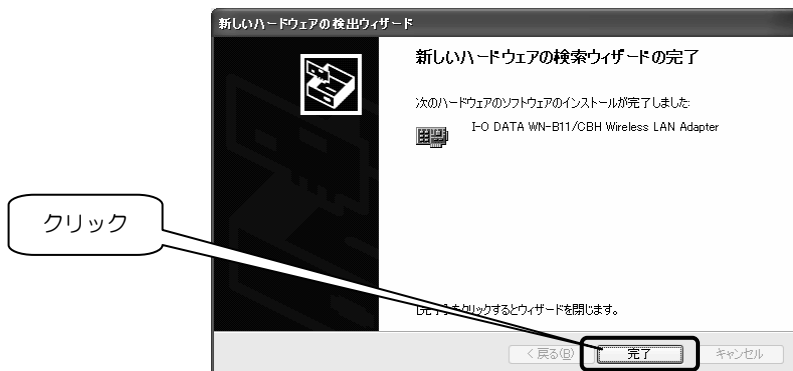 新しいハードウェアの検出ウィザード
新しいハードウェアの検索ウィザードの完了
次のハードウェアのソフトウェアのインストールが完了しました:
I-O DATA WN-B11/CBH Wireless LAN Adapter
クリック
[完了] をクリックするとウィザードを閉じます。
< 戻る(B) 完了 キャンセル